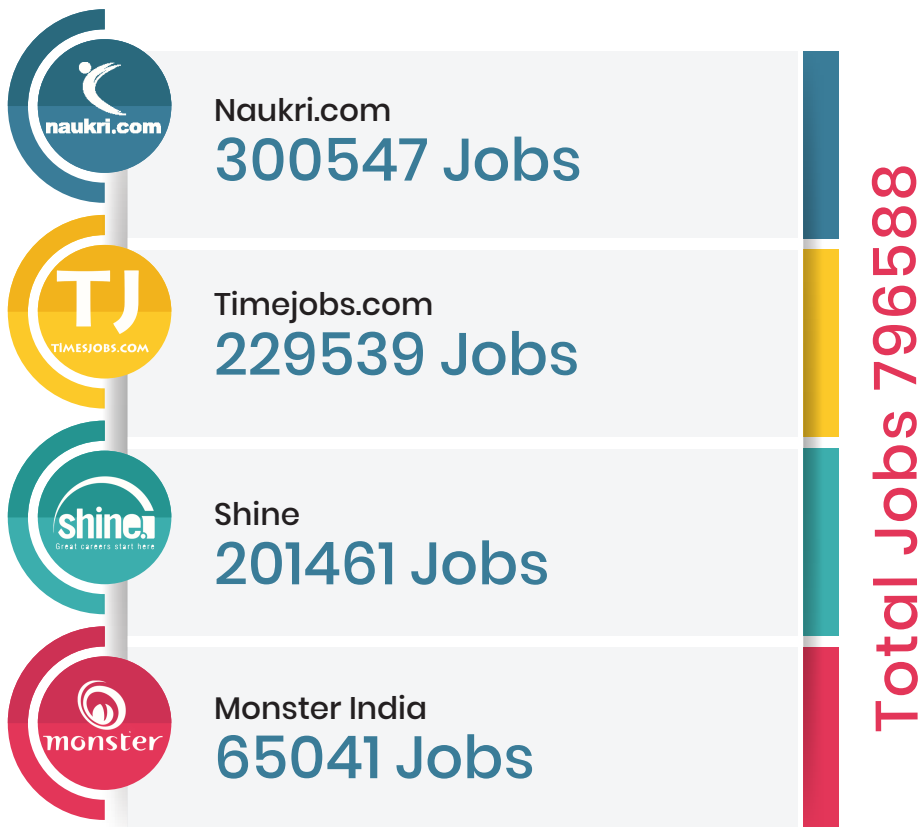 naukri.com
Naukri.com
300547 Jobs
TJ
TIMESJOBS.COM
Timejobs.com
229539 Jobs
shine.
Great careers start here
Shine
201461 Jobs
monster
Monster India
65041 Jobs
Total Jobs 796588